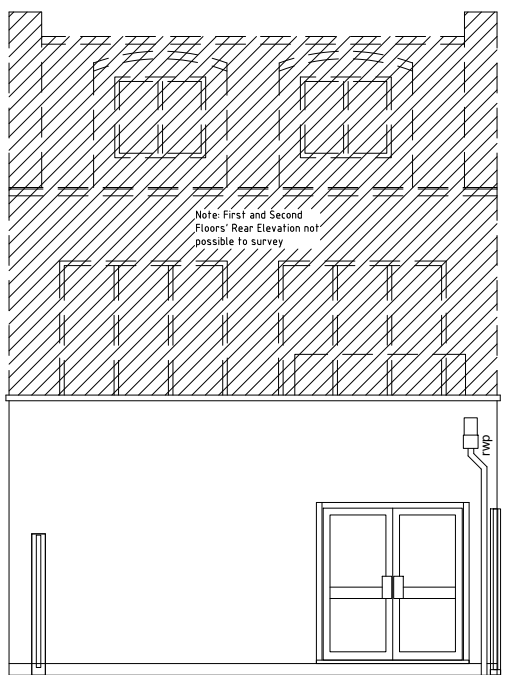 Note: First and Second
Floors' Rear Elevation not
possible to survey
rwp